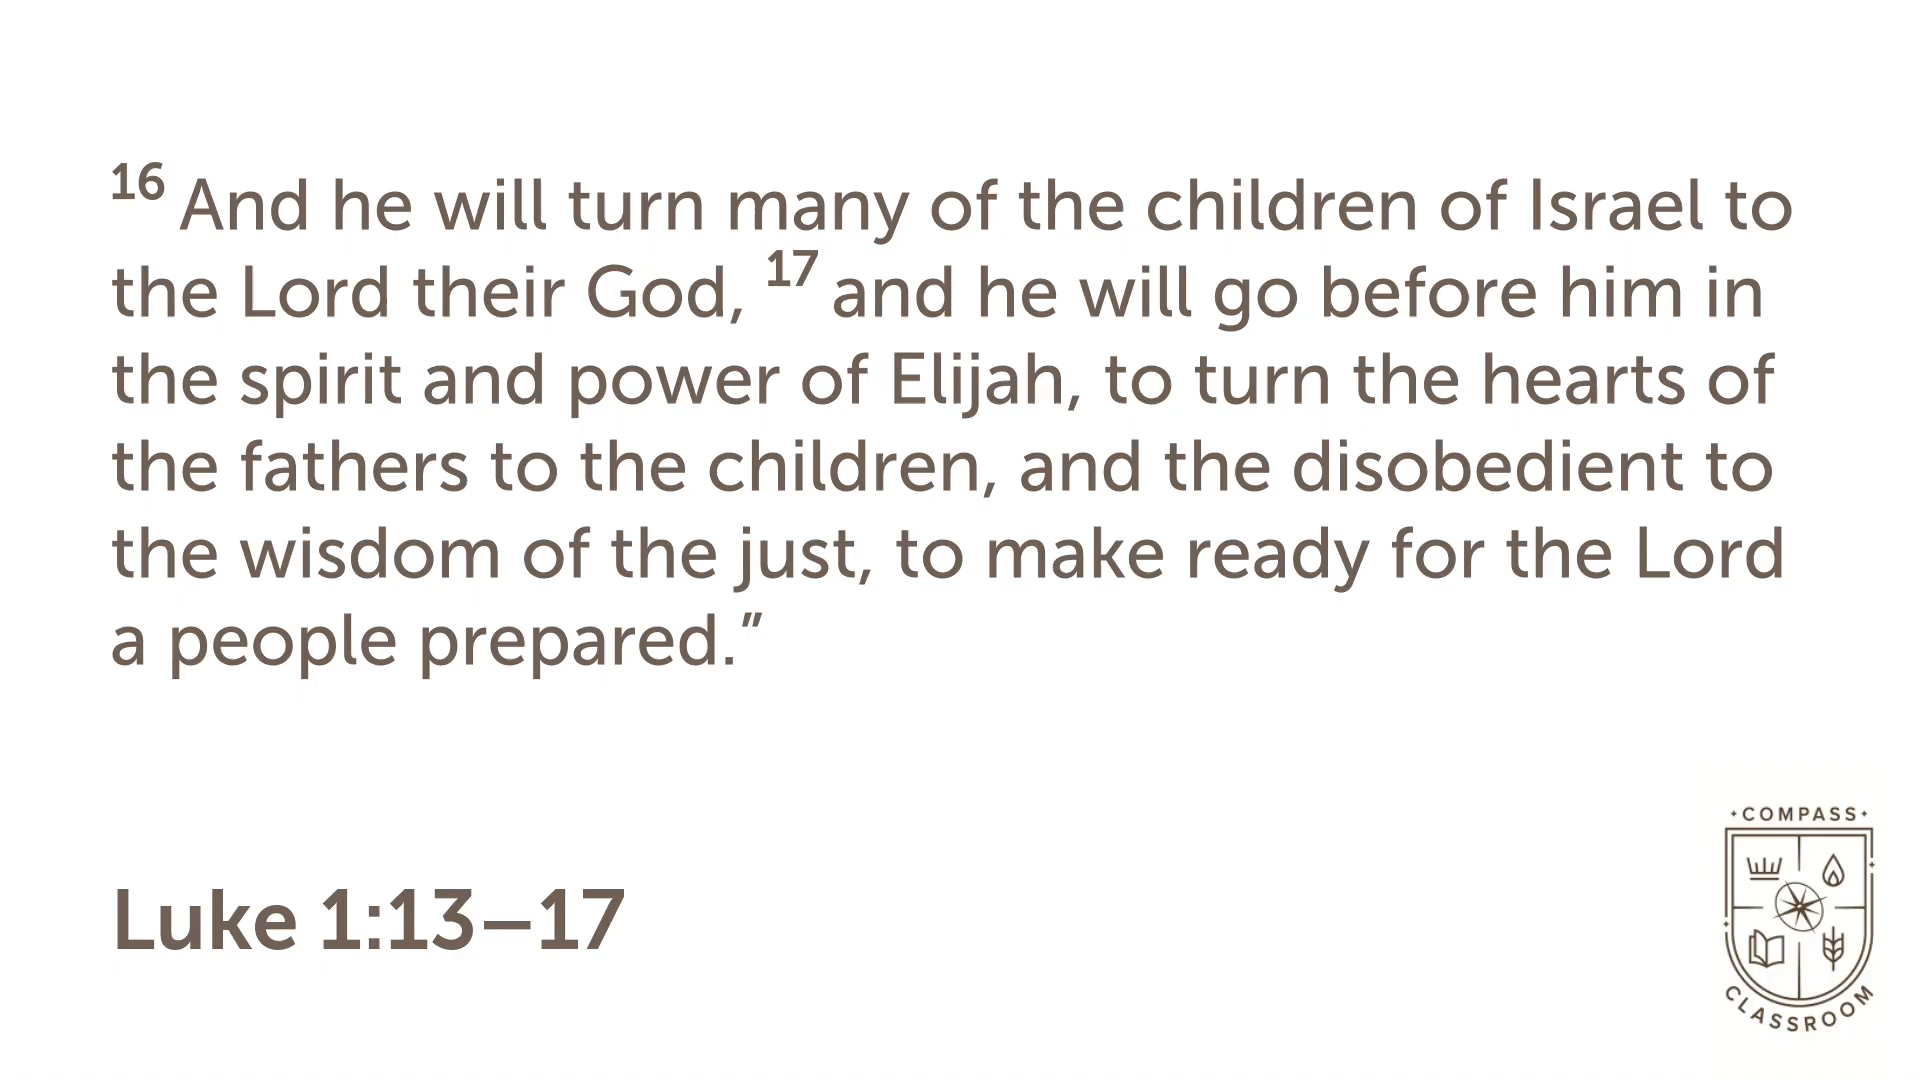 16 And he will turn many of the children of Israel to
the Lord their God, 17 and he will go before him in
the spirit and power of Elijah, to turn the hearts of
the fathers to the children, and the disobedient to
the wisdom of the just, to make ready for the Lord
a people prepared.”
Luke 1:13–17
COMPASS
CLASSROOM